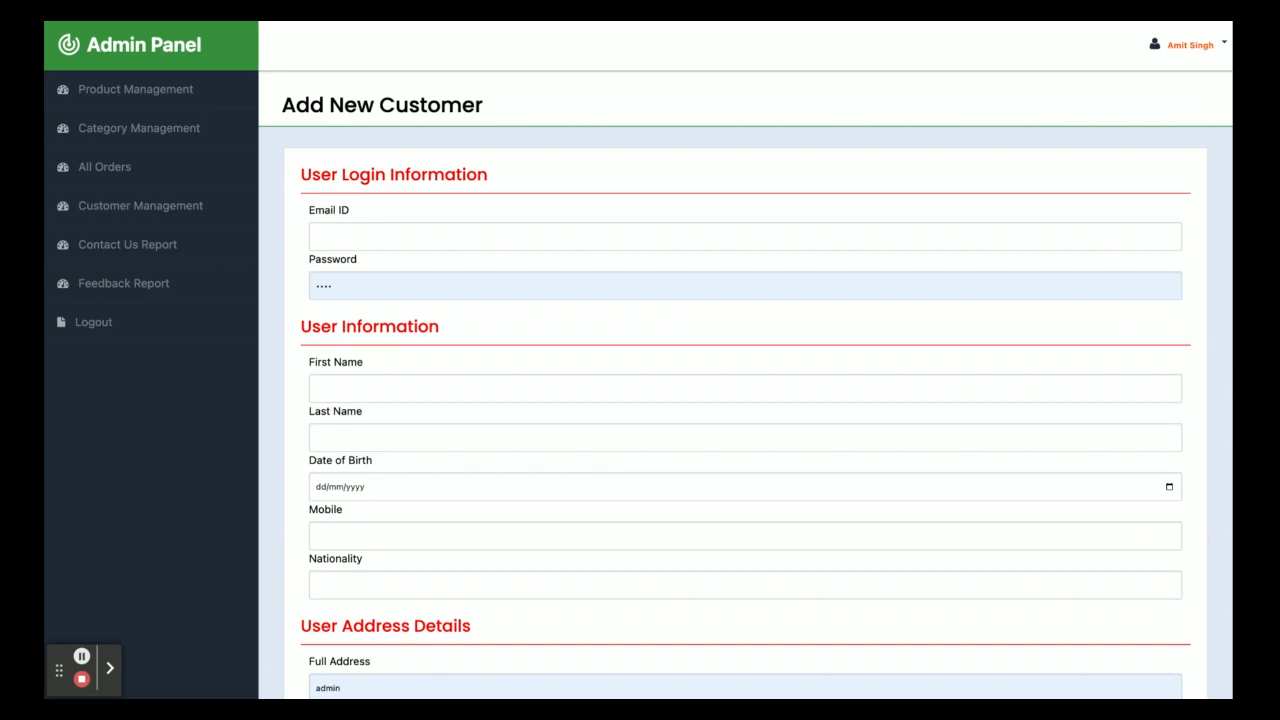 Admin Panel
Amit Singh
Product Management
Category Management
All Orders
Customer Management
Contact Us Report
Feedback Report
Logout
Add New Customer
User Login Information
Email ID
Password
····
User Information
First Name
Last Name
Date of Birth
dd/mm/yyyy
Mobile
Nationality
User Address Details
Full Address
admin